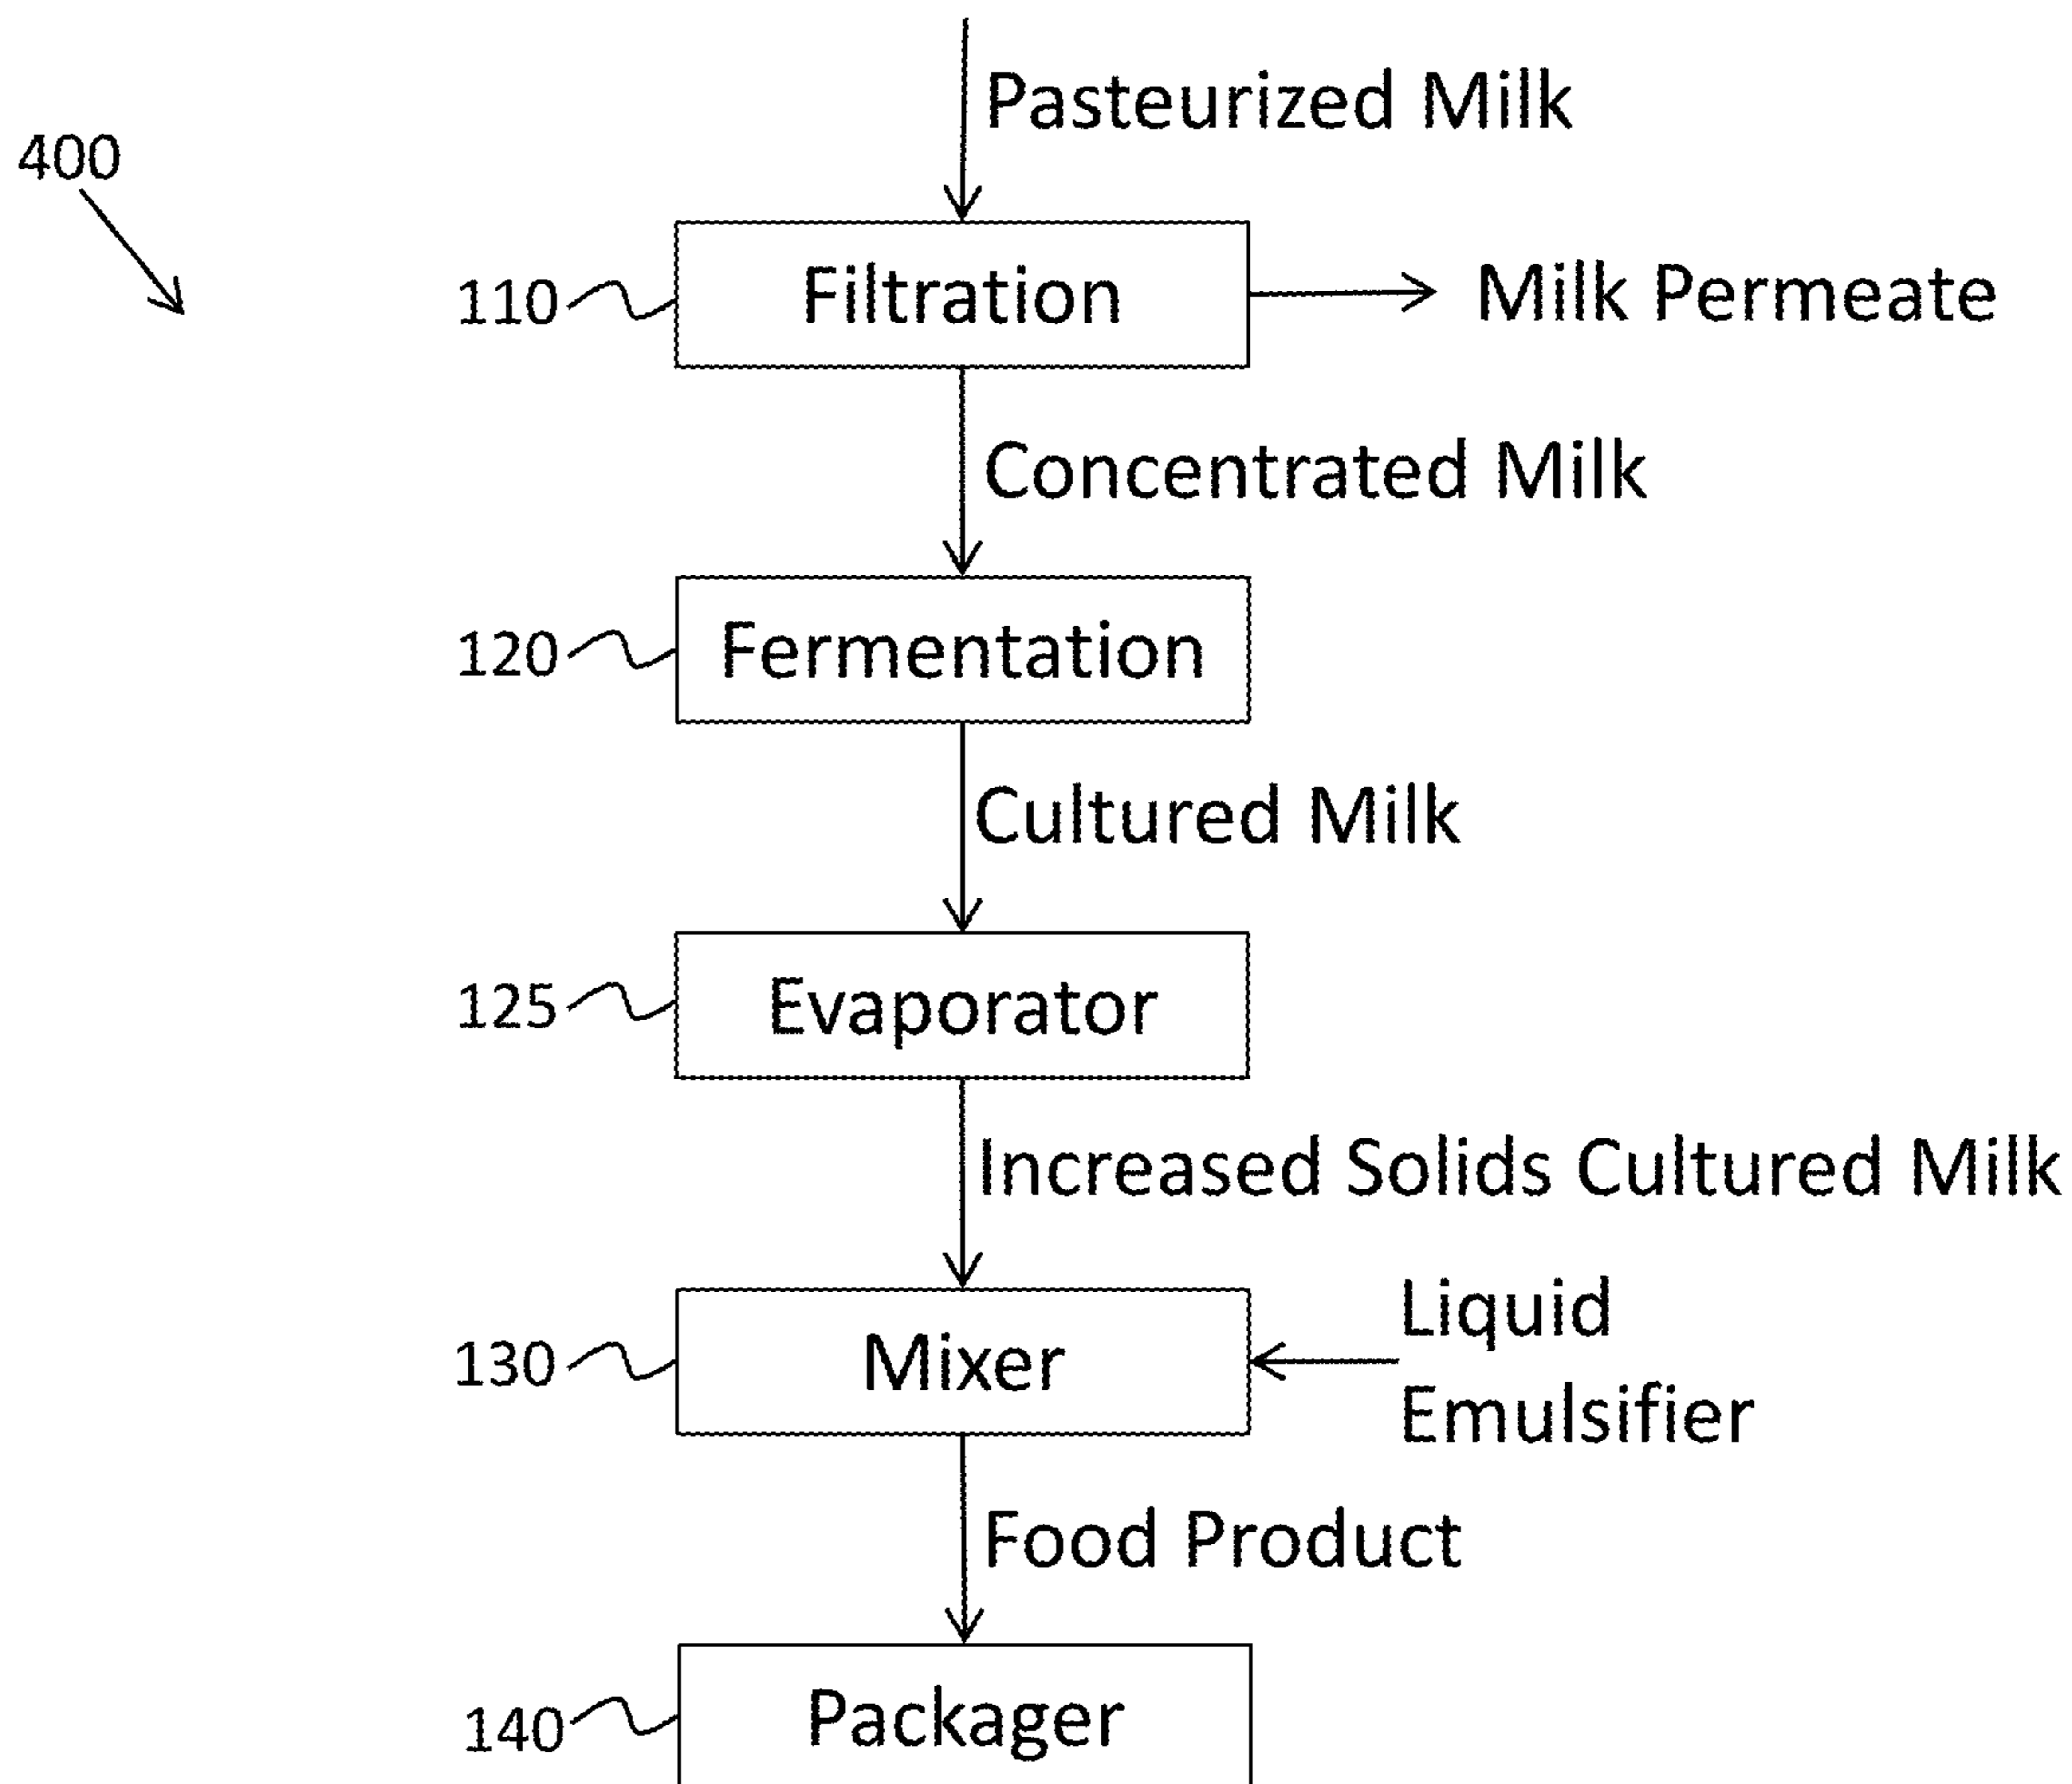 Pasteurized Milk
400
110
Filtration
Milk Permeate
Concentrated Milk
120
Fermentation
Cultured Milk
125
Evaporator
Increased Solids Cultured Milk
130
Mixer
Liquid
Emulsifier
Food Product
140
Packager